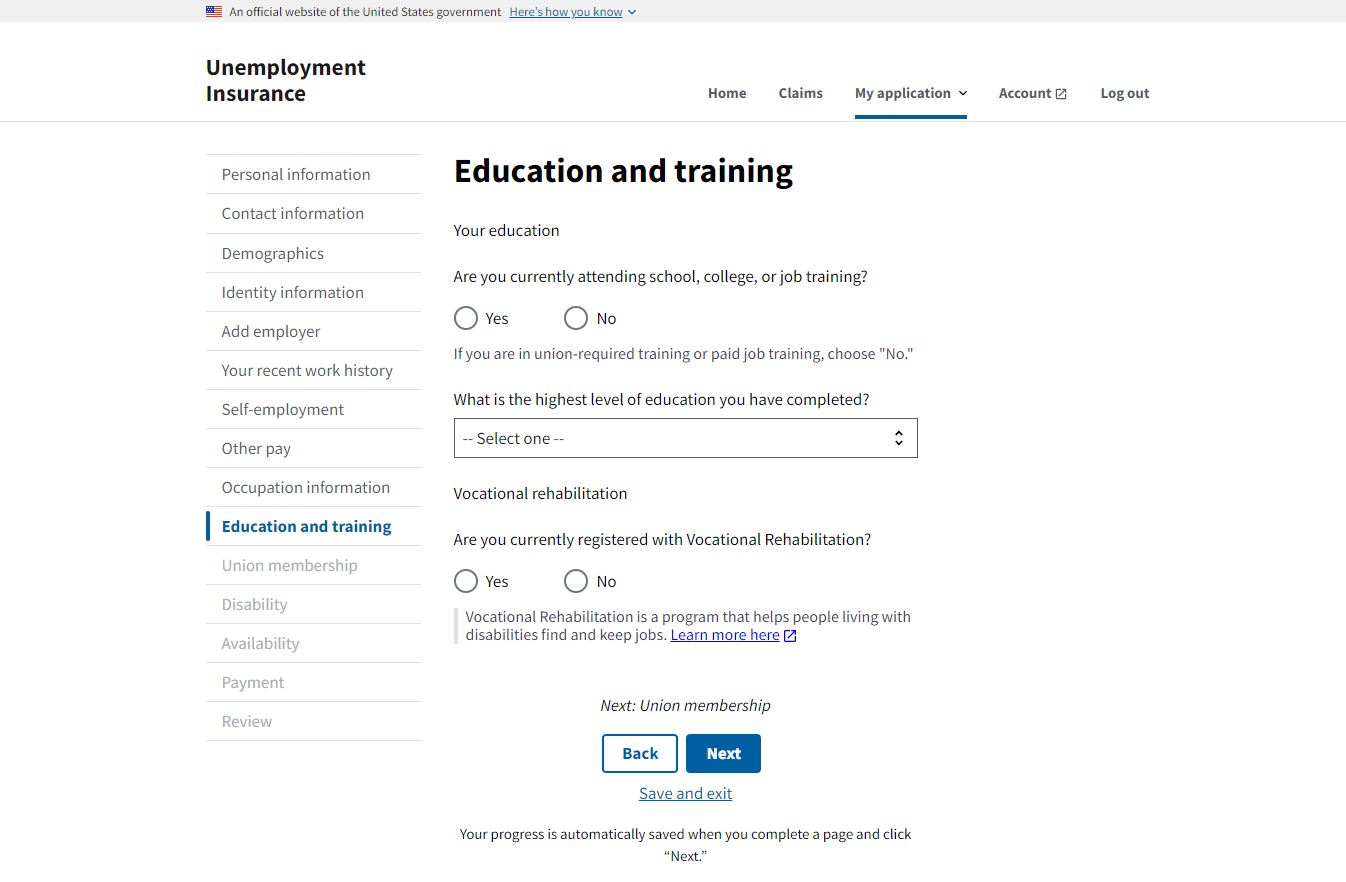 An official website of the United States government Here's how you know
Unemployment
Insurance
Home Claims My application Account Log out
Personal information
Contact information
Demographics
Identity information
Add employer
Your recent work history
Self-employment
Other pay
Occupation information
Education and training
Union membership
Disability
Availability
Payment
Review
Education and training
Your education
Are you currently attending school, college, or job training?
Yes No
If you are in union-required training or paid job training, choose "No."
What is the highest level of education you have completed?
-- Select one --
Vocational rehabilitation
Are you currently registered with Vocational Rehabilitation?
Yes No
Vocational Rehabilitation is a program that helps people living with
disabilities find and keep jobs. Learn more here
Next: Union membership
Back Next
Save and exit
Your progress is automatically saved when you complete a page and click
“Next.”